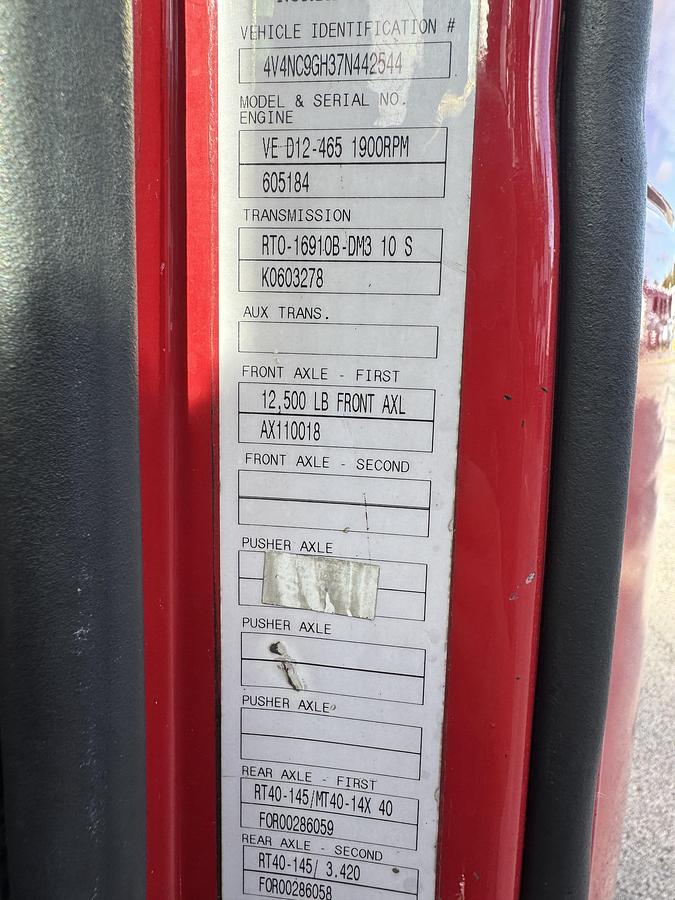 VEHICLE IDENTIFICATION #
4V4NC9GH37N442544
MODEL & SERIAL NO.
ENGINE
VE D12-465 1900RPM
605184
TRANSMISSION
RTO-16910B-DM3 10 S
K0603278
AUX TRANS.
FRONT AXLE - FIRST
12,500 LB FRONT AXL
AX110018
FRONT AXLE - SECOND
PUSHER AXLE
PUSHER AXLE
PUSHER AXLE
REAR AXLE - FIRST
RT40-145/MT40-14X 40
FOR00286059
REAR AXLE - SECOND
RT40-145/ 3.420
FOR00286058